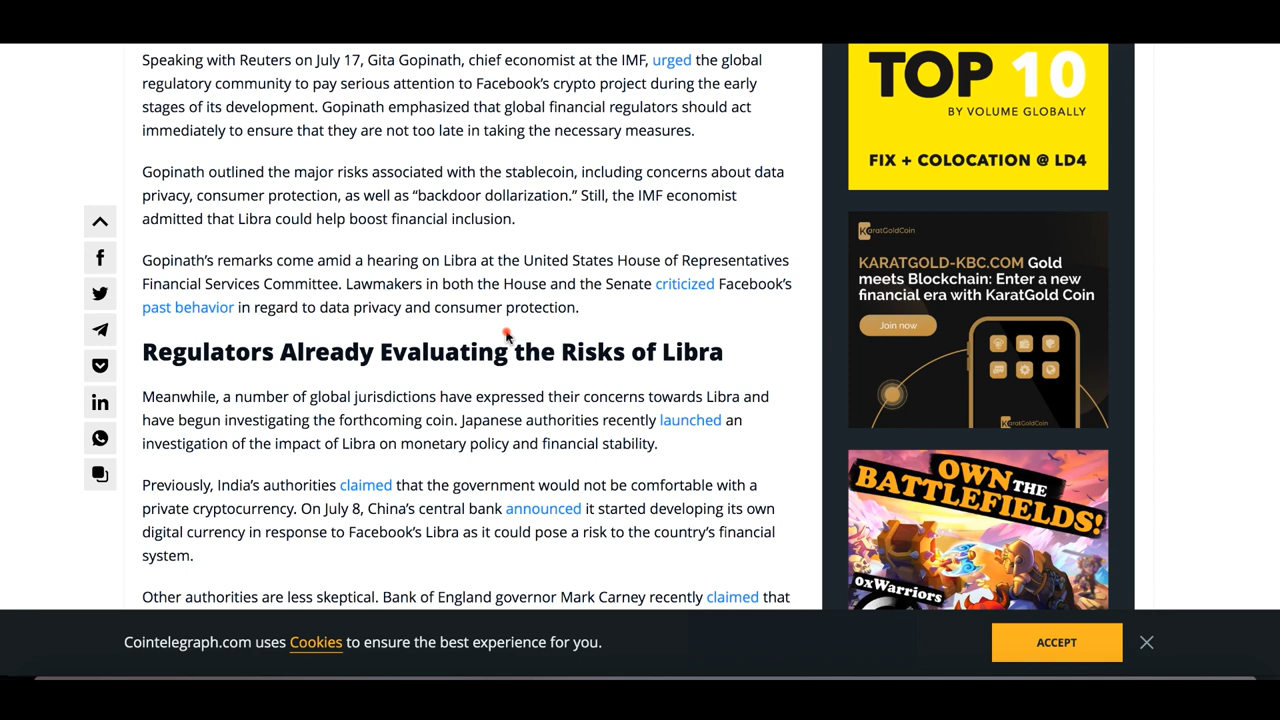 Speaking with Reuters on July 17, Gita Gopinath, chief economist at the IMF, urged the global
regulatory community to pay serious attention to Facebook’s crypto project during the early
stages of its development. Gopinath emphasized that global financial regulators should act
immediately to ensure that they are not too late in taking the necessary measures.
Gopinath outlined the major risks associated with the stablecoin, including concerns about data
privacy, consumer protection, as well as “backdoor dollarization.” Still, the IMF economist
admitted that Libra could help boost financial inclusion.
Gopinath’s remarks come amid a hearing on Libra at the United States House of Representatives
Financial Services Committee. Lawmakers in both the House and the Senate criticized Facebook’s
past behavior in regard to data privacy and consumer protection.
Regulators Already Evaluating the Risks of Libra
Meanwhile, a number of global jurisdictions have expressed their concerns towards Libra and
have begun investigating the forthcoming coin. Japanese authorities recently launched an
investigation of the impact of Libra on monetary policy and financial stability.
Previously, India’s authorities claimed that the government would not be comfortable with a
private cryptocurrency. On July 8, China’s central bank announced it started developing its own
digital currency in response to Facebook’s Libra as it could pose a risk to the country’s financial
system.
Other authorities are less skeptical. Bank of England governor Mark Carney recently claimed that
TOP 10
BY VOLUME GLOBALLY
FIX + COLOCATION @ LD4
KaratGoldCoin
KARATGOLD-KBC.COM Gold
meets Blockchain: Enter a new
financial era with KaratGold Coin
Join now
KaratGoldCoin
OWN THE
BATTLEFIELDS!
0xWarriors
Cointelegraph.com uses Cookies to ensure the best experience for you.
ACCEPT